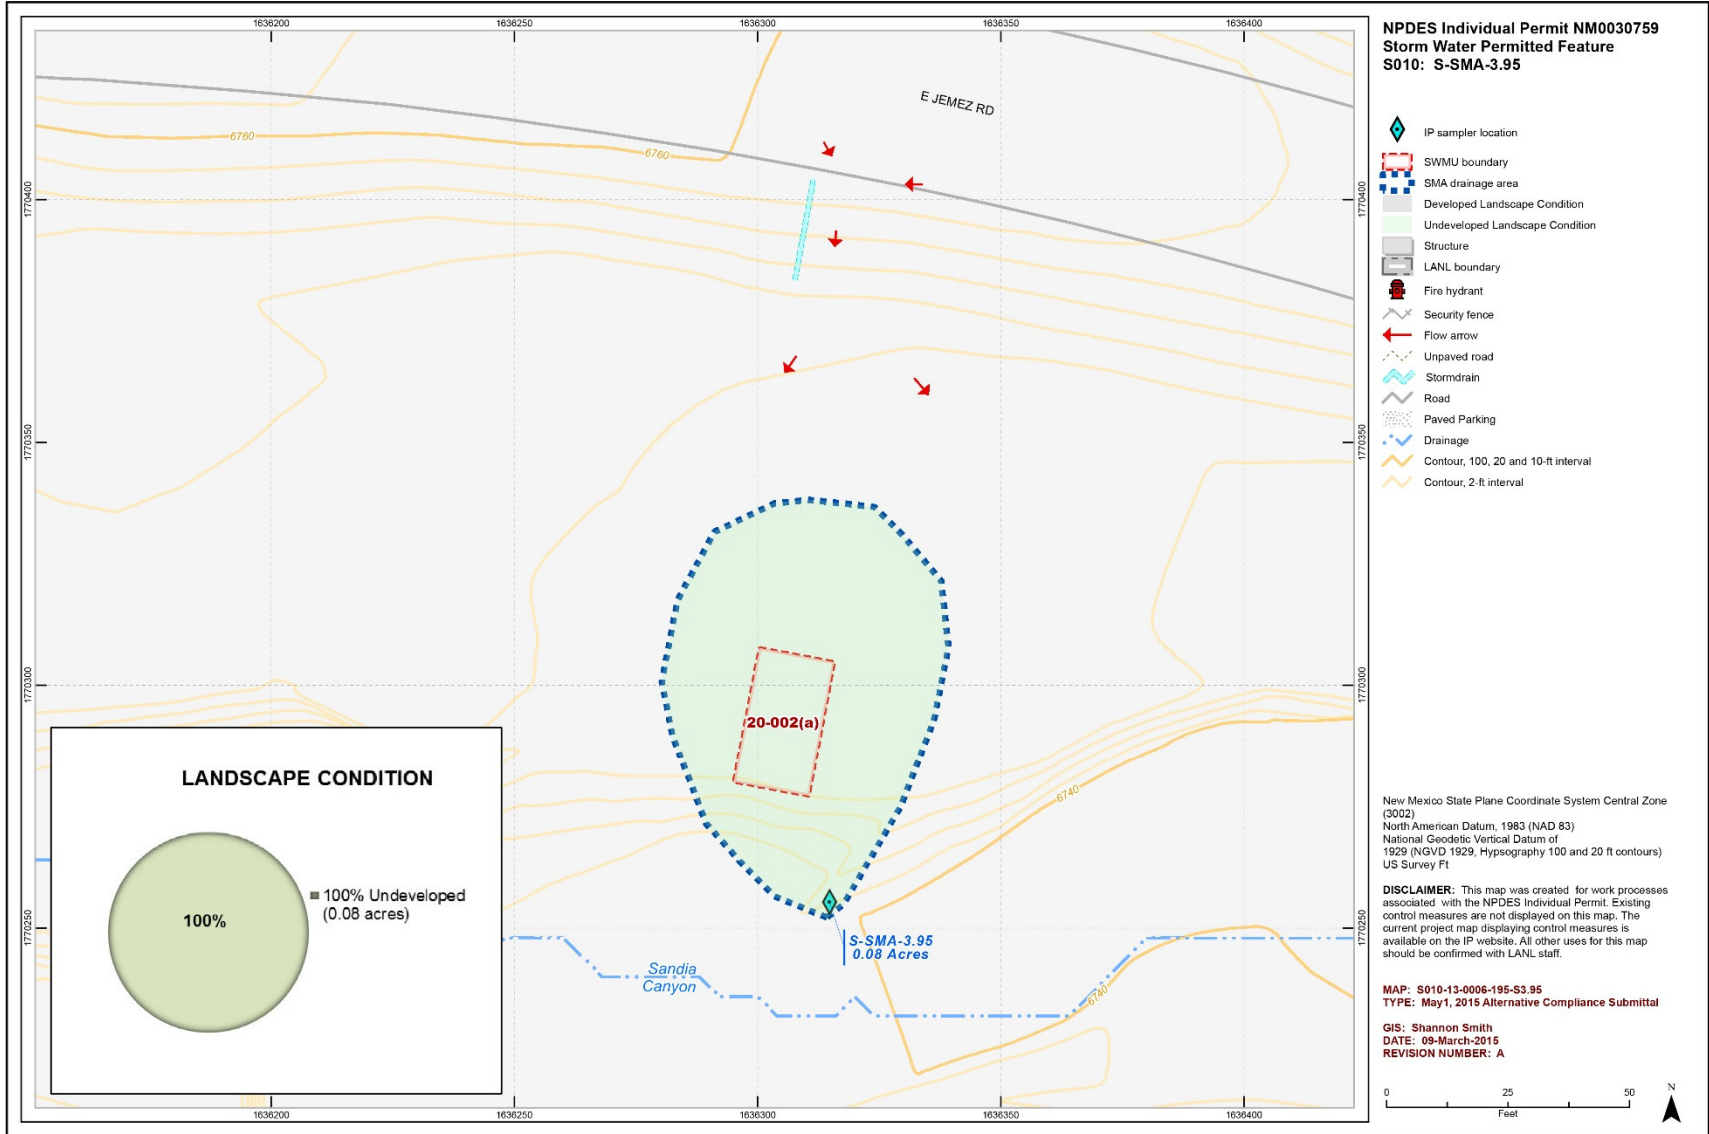 1636200
1636250
1636300
1636350
1636400
NPDES Individual Permit NM0030759
Storm Water Permitted Feature
S010: S-SMA-3.95
E JEMEZ RD
6760
6760
1770400
1770400
1770350
1770350
1770300
1770300
1770250
1770250
IP sampler location
SWMU boundary
SMA drainage area
Developed Landscape Condition
Undeveloped Landscape Condition
Structure
LANL boundary
Fire hydrant
Security fence
Flow arrow
Unpaved road
Stormdrain
Road
Paved Parking
Drainage
Contour, 100, 20 and 10-ft interval
Contour, 2-ft interval
20-002(a)
6740
6740
S-SMA-3.95
0.08 Acres
Sandia
Canyon
LANDSCAPE CONDITION
100%
100% Undeveloped
(0.08 acres)
New Mexico State Plane Coordinate System Central Zone
(3002)
North American Datum, 1983 (NAD 83)
National Geodetic Vertical Datum of
1929 (NGVD 1929, Hypsography 100 and 20 ft contours)
US Survey Ft
DISCLAIMER: This map was created for work processes
associated with the NPDES Individual Permit. Existing
control measures are not displayed on this map. The
current project map displaying control measures is
available on the IP website. All other uses for this map
should be confirmed with LANL staff.
MAP: S010-13-0006-195-S3.95
TYPE: May1, 2015 Alternative Compliance Submittal
GIS: Shannon Smith
DATE: 09-March-2015
REVISION NUMBER: A
0 25 50
Feet
N
1636200
1636250
1636300
1636350
1636400